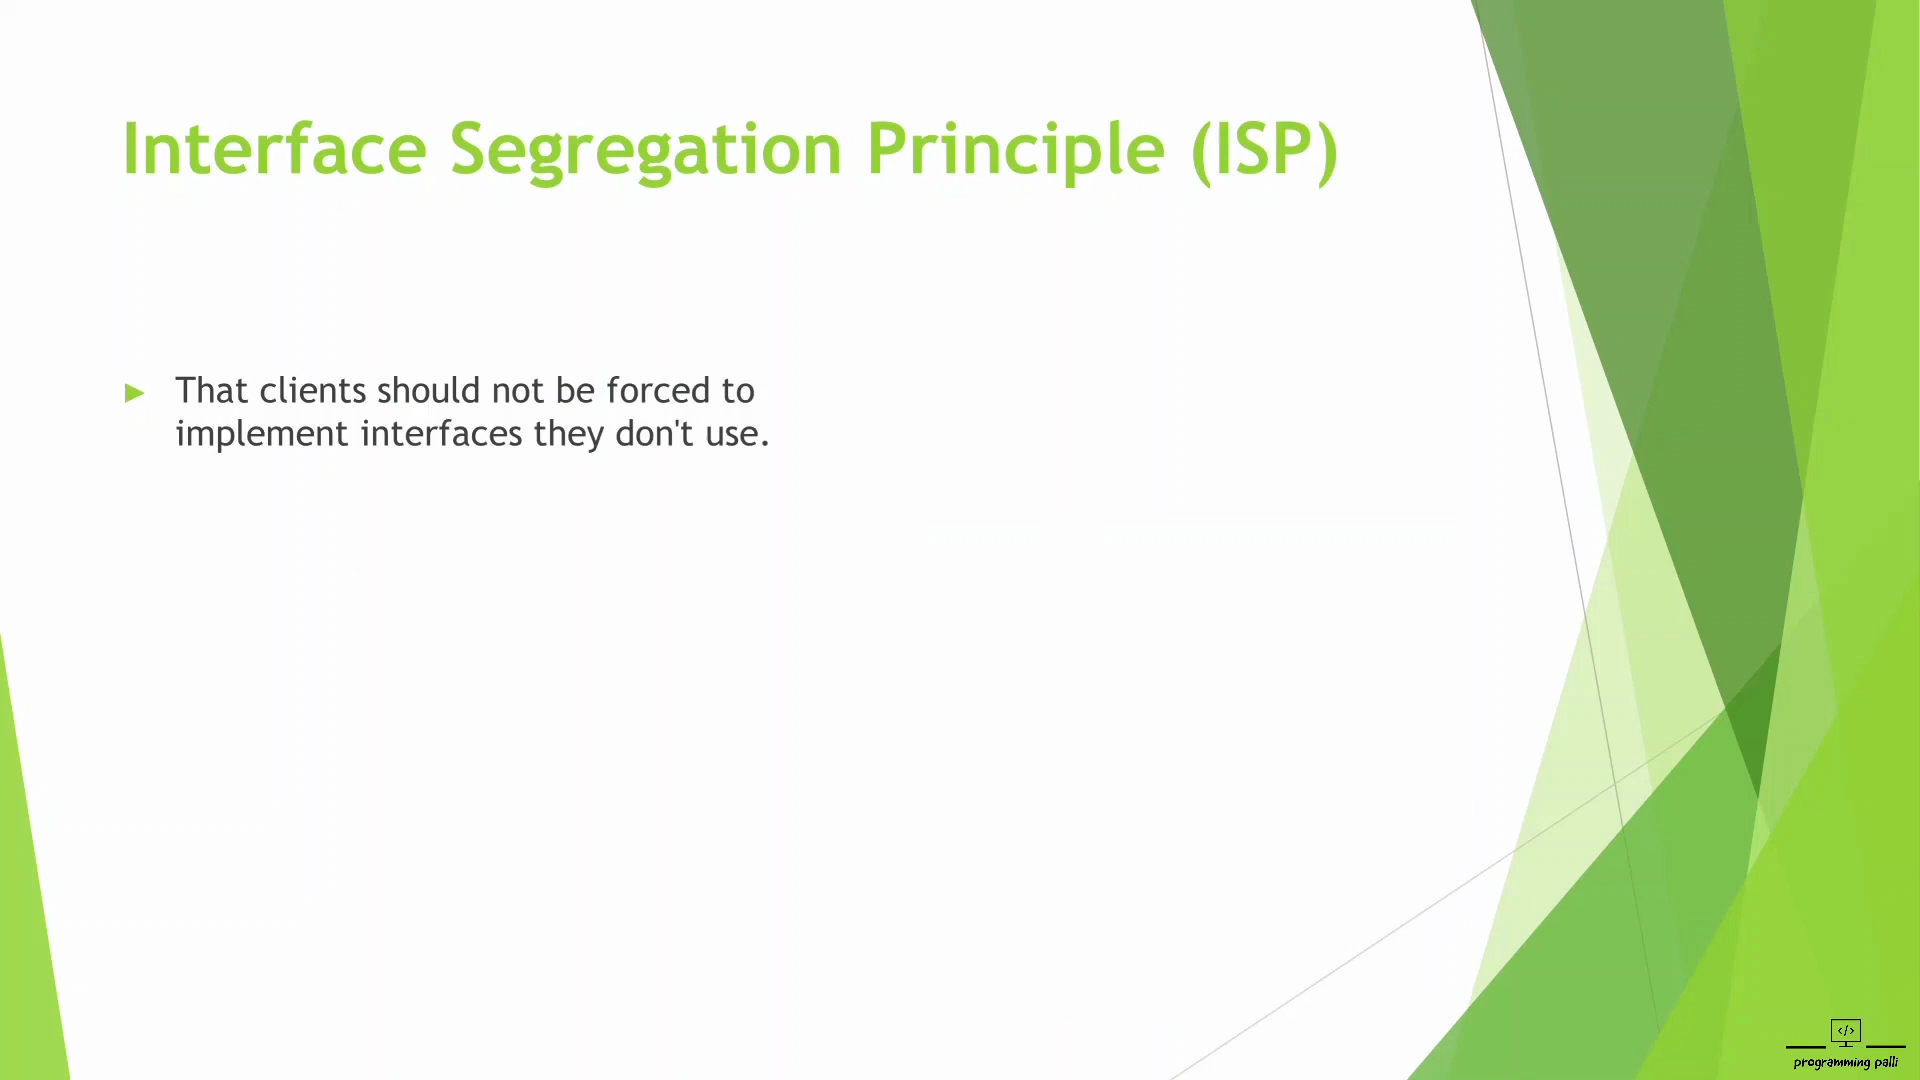 Interface Segregation Principle (ISP)
That clients should not be forced to
implement interfaces they don't use.
</>
programming palli